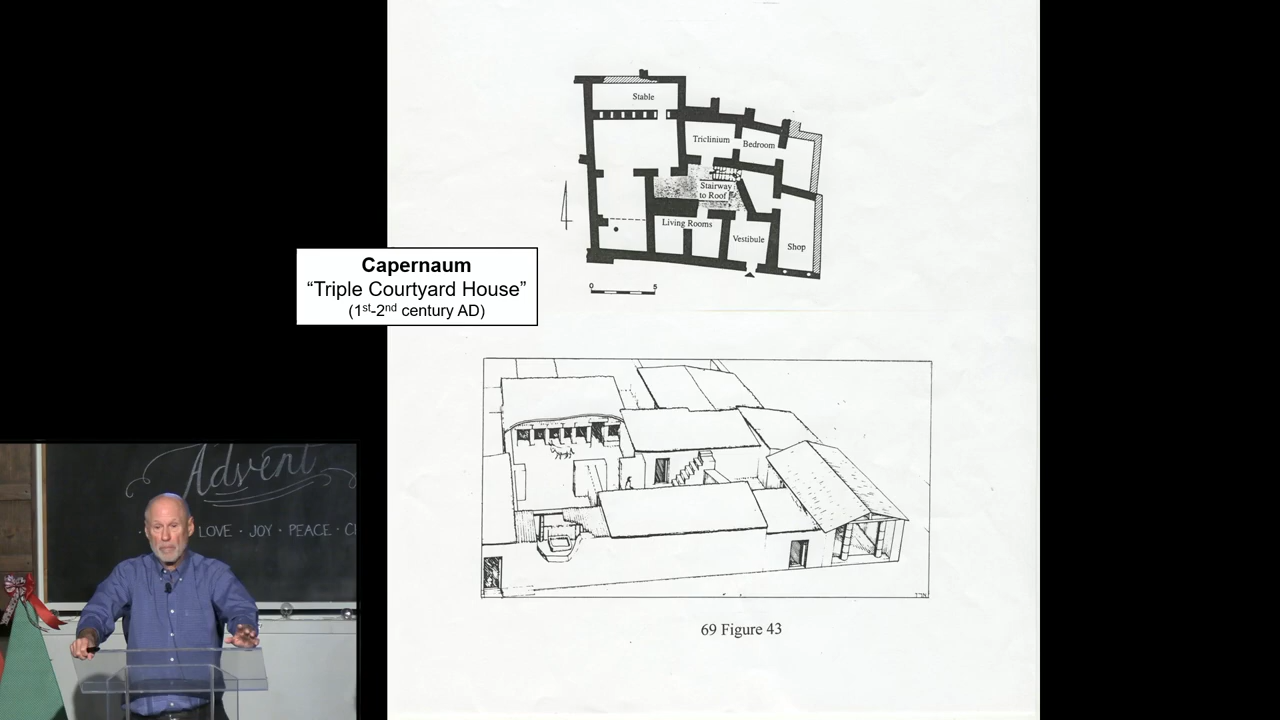 Stable
Triclinium
Bedroom
Stairway
to Roof
Living Rooms
Vestibule
Shop
0 5
Capernaum
“Triple Courtyard House”
(1st-2nd century AD)
69 Figure 43
Advent
LOVE · JOY · PEACE ·